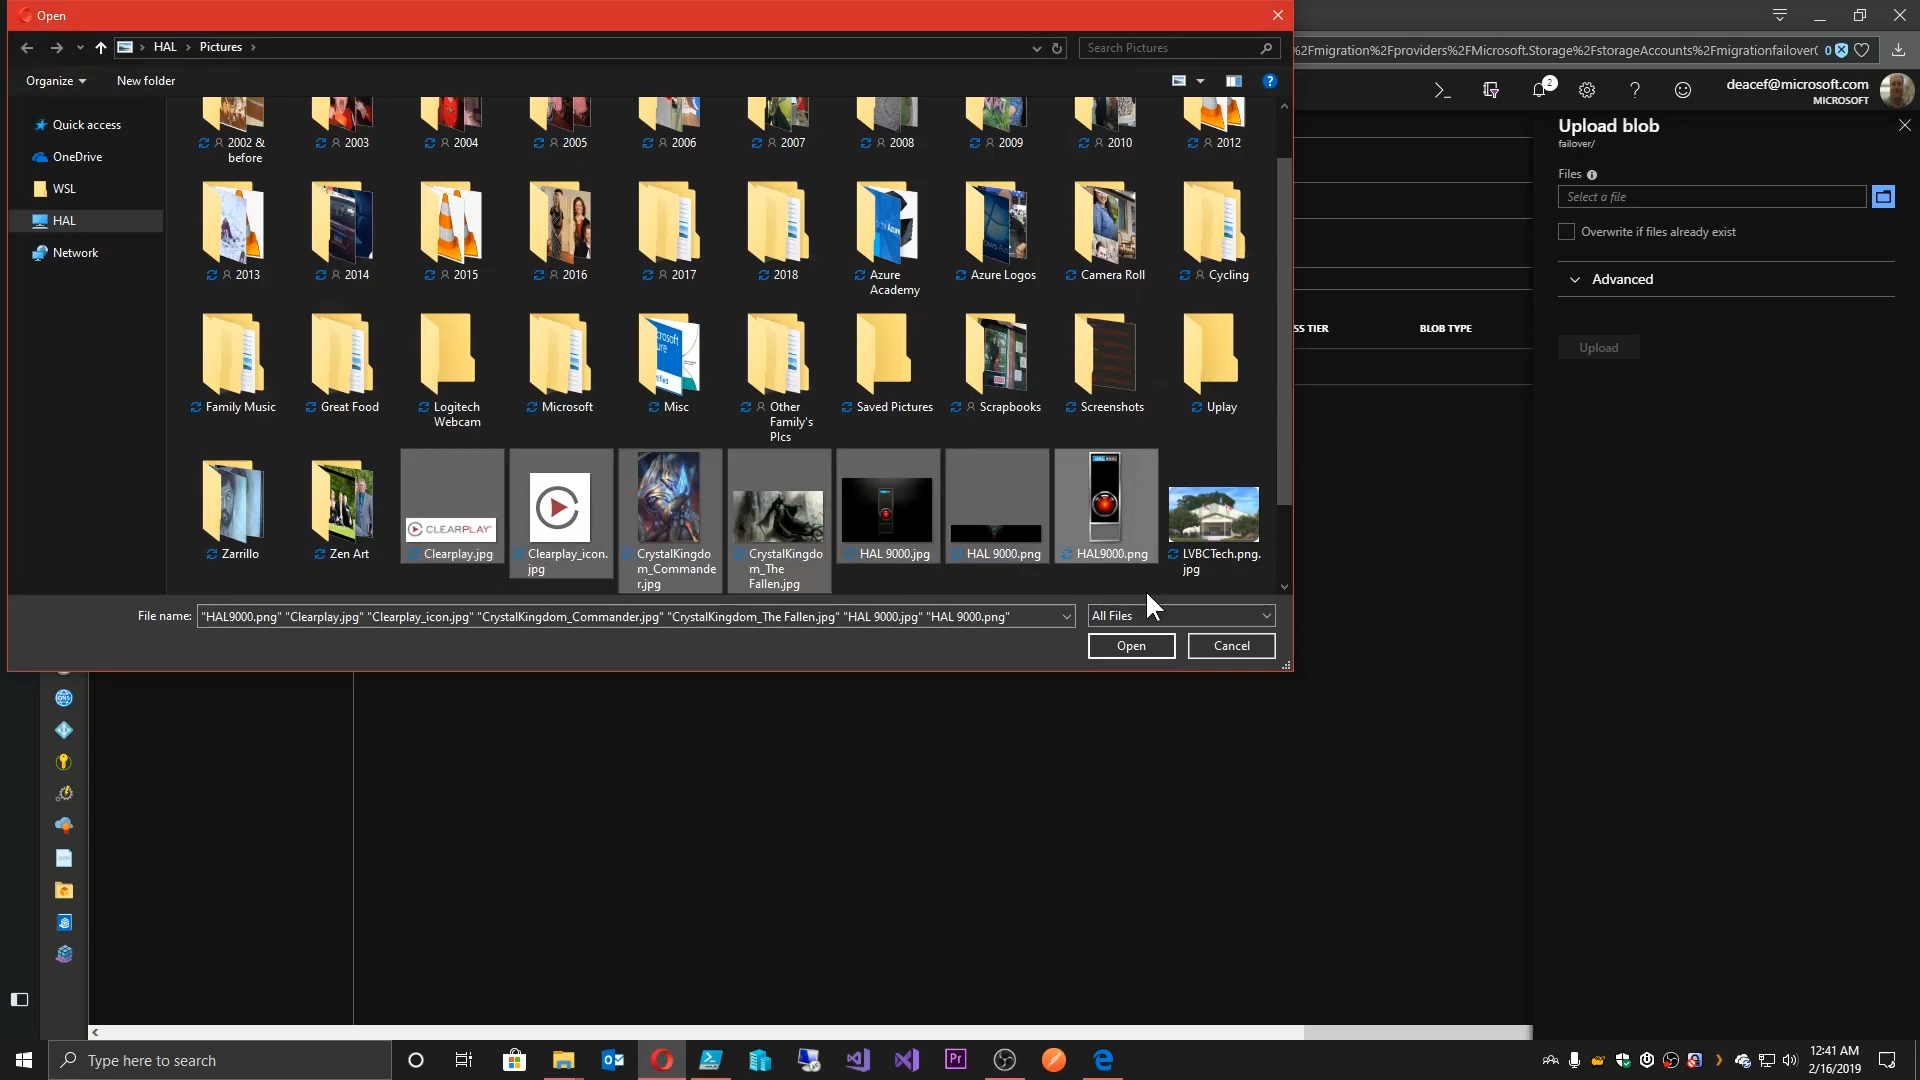 Open
HAL
Pictures
Search Pictures
Organize
New folder
Quick access
OneDrive
WSL
HAL
Network
2002 &
before
2003
2004
2005
2006
2007
2008
2009
2010
2012
2013
2014
2015
2016
2017
2018
Azure
Academy
Azure Logos
Camera Roll
Cycling
Family Music
Great Food
Logitech
Webcam
Microsoft
Misc
Other
Family's
PIcs
Saved Pictures
Scrapbooks
Screenshots
Uplay
Zarrillo
Zen Art
CLEARPLAY
Clearplay.jpg
Clearplay_icon.
jpg
CrystalKingdo
m_Commande
r.jpg
CrystalKingdo
m_The
Fallen.jpg
HAL 9000.jpg
HAL 9000.png
HAL9000.png
LVBCTech.png.
jpg
File name:
"HAL9000.png" "Clearplay.jpg" "Clearplay_icon.jpg" "CrystalKingdom_Commander.jpg" "CrystalKingdom_The Fallen.jpg" "HAL 9000.jpg" "HAL 9000.png"
All Files
Open
Cancel
%2Fmigration%2Fproviders%2FMicrosoft.Storage%2FstorageAccounts%2Fmigrationfailover
0
2
deacef@microsoft.com
MICROSOFT
Upload blob
failover/
Files
Select a file
Overwrite if files already exist
Advanced
Upload
SS TIER
BLOB TYPE
Type here to search
Pr
12:41 AM
2/16/2019